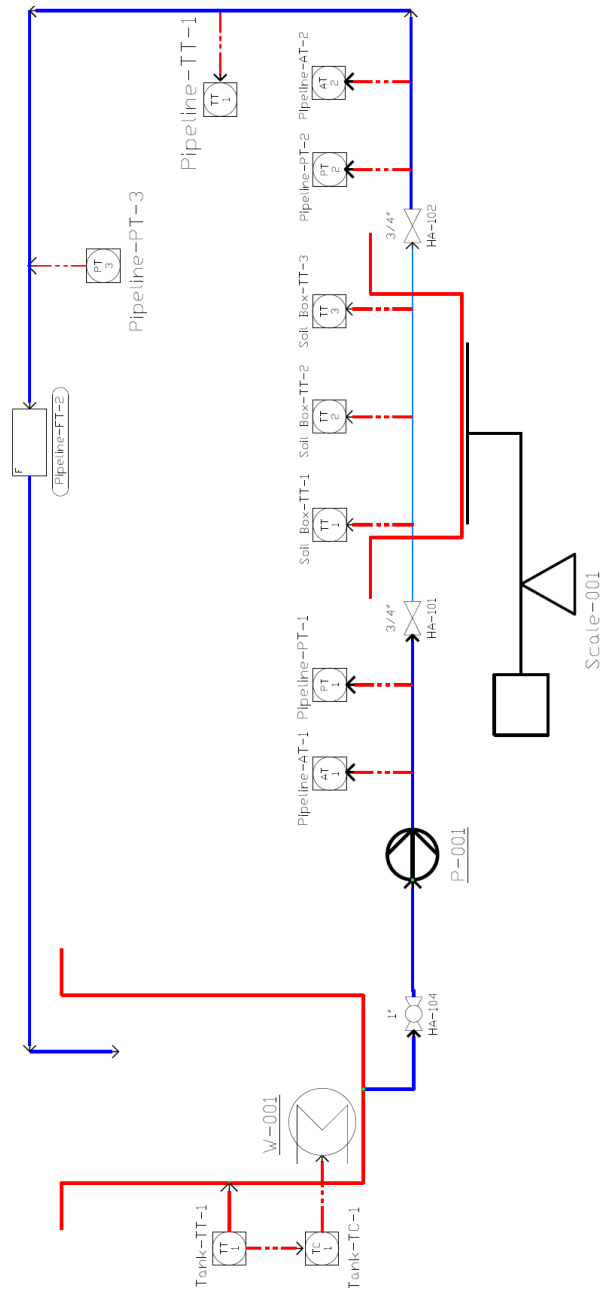 F
Pipeline-FT-2
PT
3
Pipeline-PT-3
Pipeline-TT-1
TT
1
Tank-TT-1
TT
1
W-001
TC
1
Tank-TC-1
Pipeline-AT-1
AT
1
Pipeline-PT-1
PT
1
Soil Box-TT-1
TT
1
Soil Box-TT-2
TT
2
Soil Box-TT-3
TT
3
Pipeline-PT-2
PT
2
Pipeline-AT-2
AT
2
1"
HA-104
P-001
3/4"
HA-101
3/4"
HA-102
Scale-001